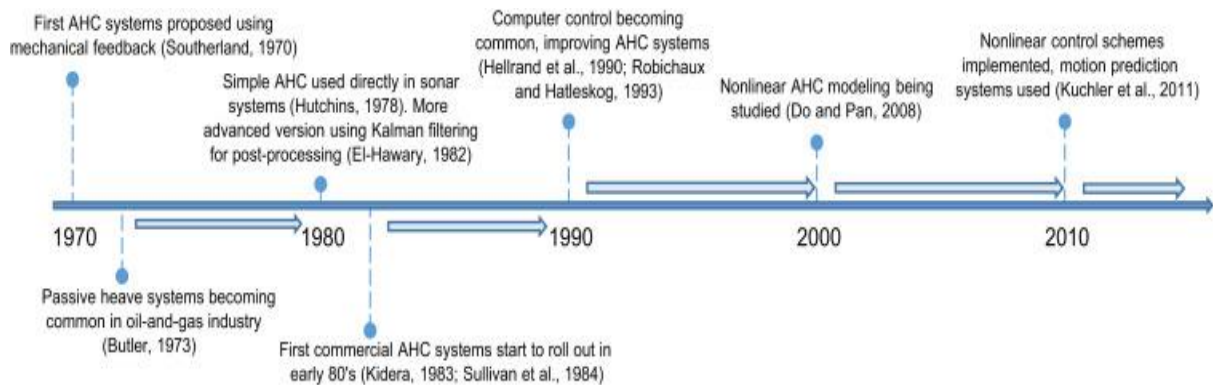 First AHC systems proposed using
mechanical feedback (Southerland, 1970)
Simple AHC used directly in sonar
systems (Hutchins, 1978). More
advanced version using Kalman filtering
for post-processing (El-Hawary, 1982)
Computer control becoming
common, improving AHC systems
(Hellrand et al., 1990; Robichaux
and Hatleskog, 1993)
Nonlinear AHC modeling being
studied (Do and Pan, 2008)
Nonlinear control schemes
implemented, motion prediction
systems used (Kuchler et al., 2011)
1970
1980
1990
2000
2010
Passive heave systems becoming
common in oil-and-gas industry
(Butler, 1973)
First commercial AHC systems start to roll out in
early 80's (Kidera, 1983; Sullivan et al., 1984)